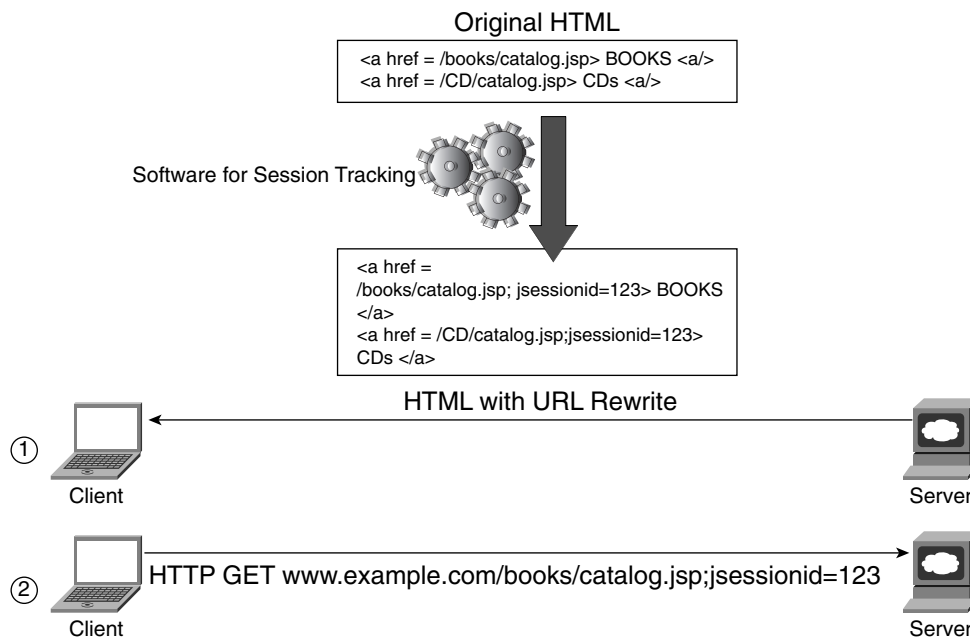 Original HTML
<a href = /books/catalog.jsp> BOOKS <a/>
<a href = /CD/catalog.jsp> CDs <a/>
Software for Session Tracking
<a href =
/books/catalog.jsp; jsessionid=123> BOOKS
</a>
<a href = /CD/catalog.jsp;jsessionid=123>
CDs </a>
HTML with URL Rewrite
1
Client
Server
HTTP GET www.example.com/books/catalog.jsp;jsessionid=123
2
Client
Server